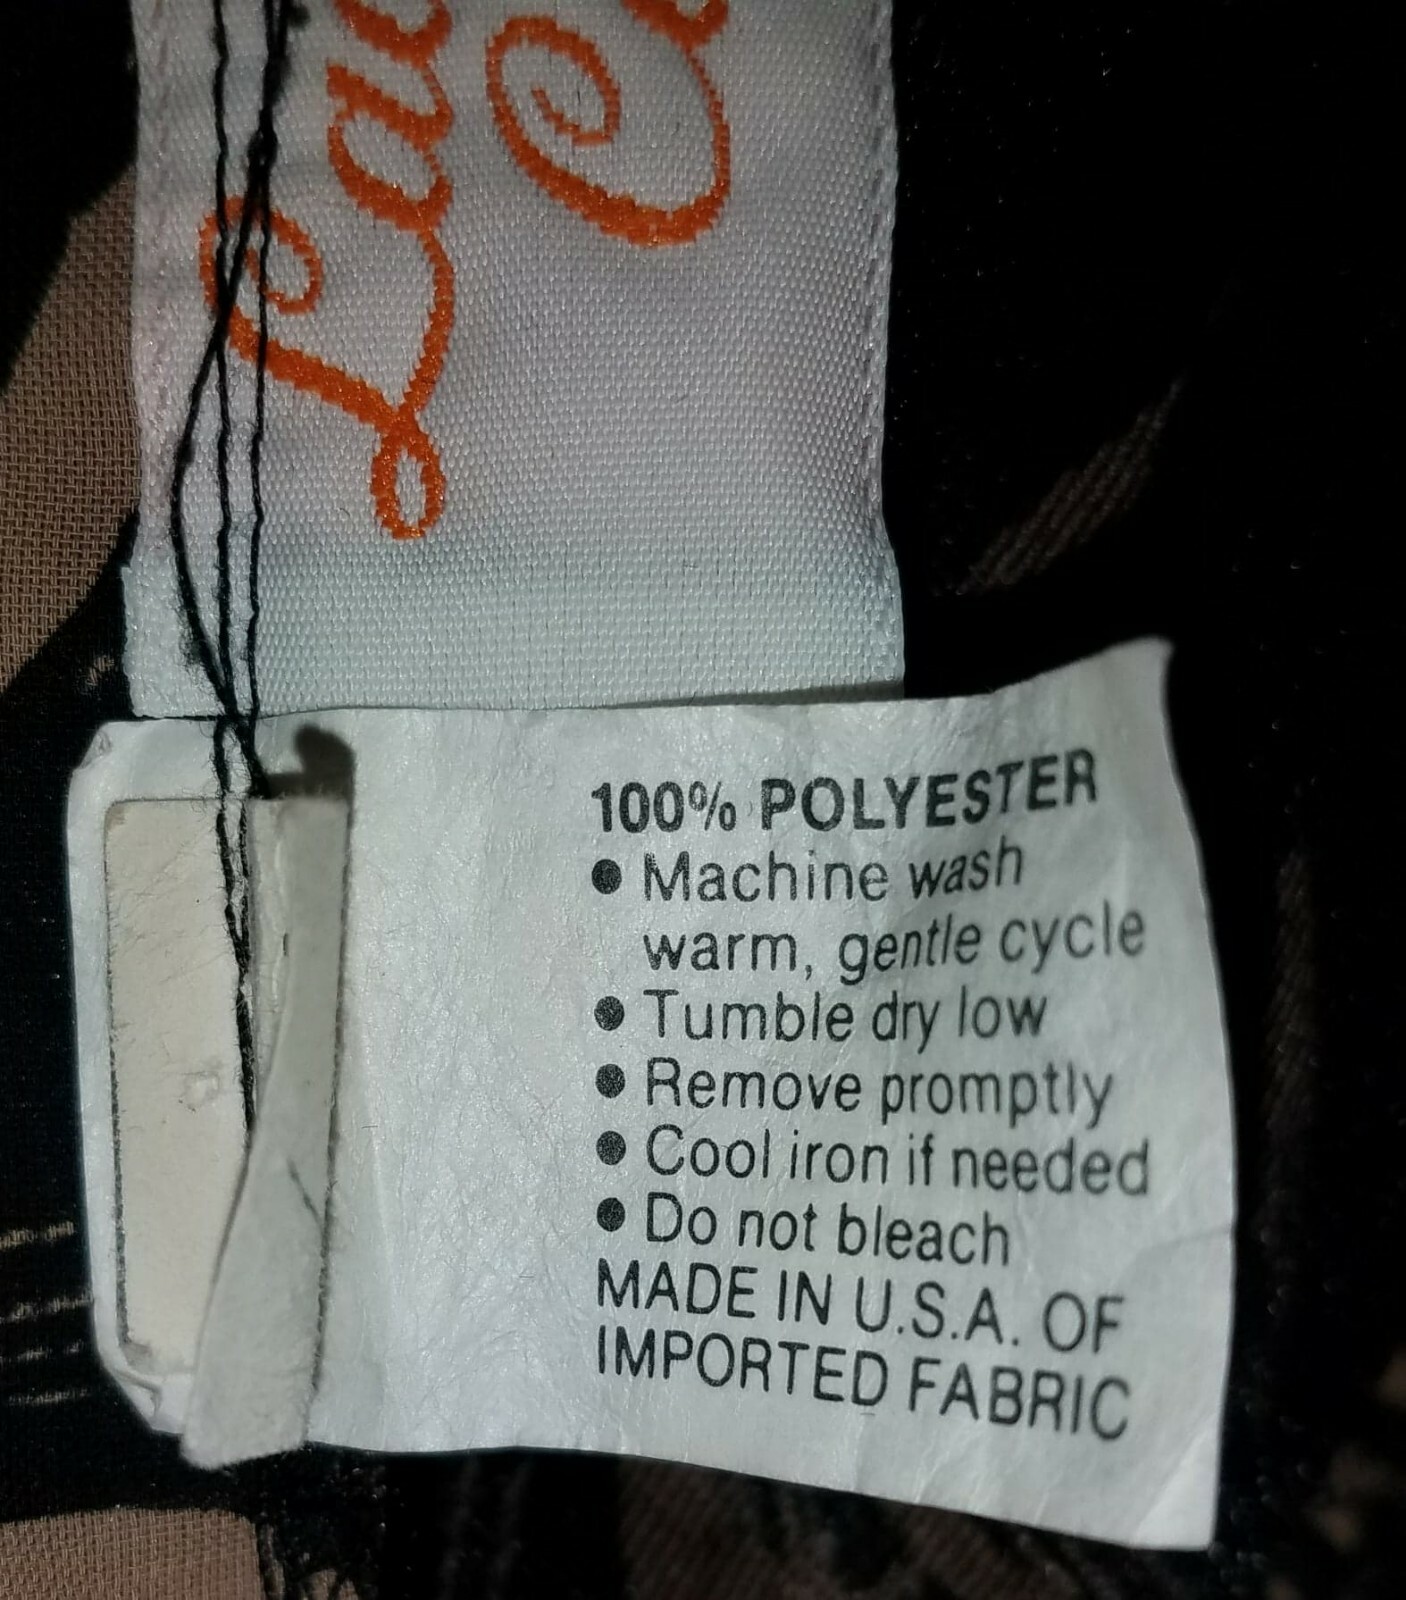 100% POLYESTER
• Machine wash
warm, gentle cycle
• Tumble dry low
• Remove promptly
• Cool iron if needed
• Do not bleach
MADE IN U.S.A. OF
IMPORTED FABRIC